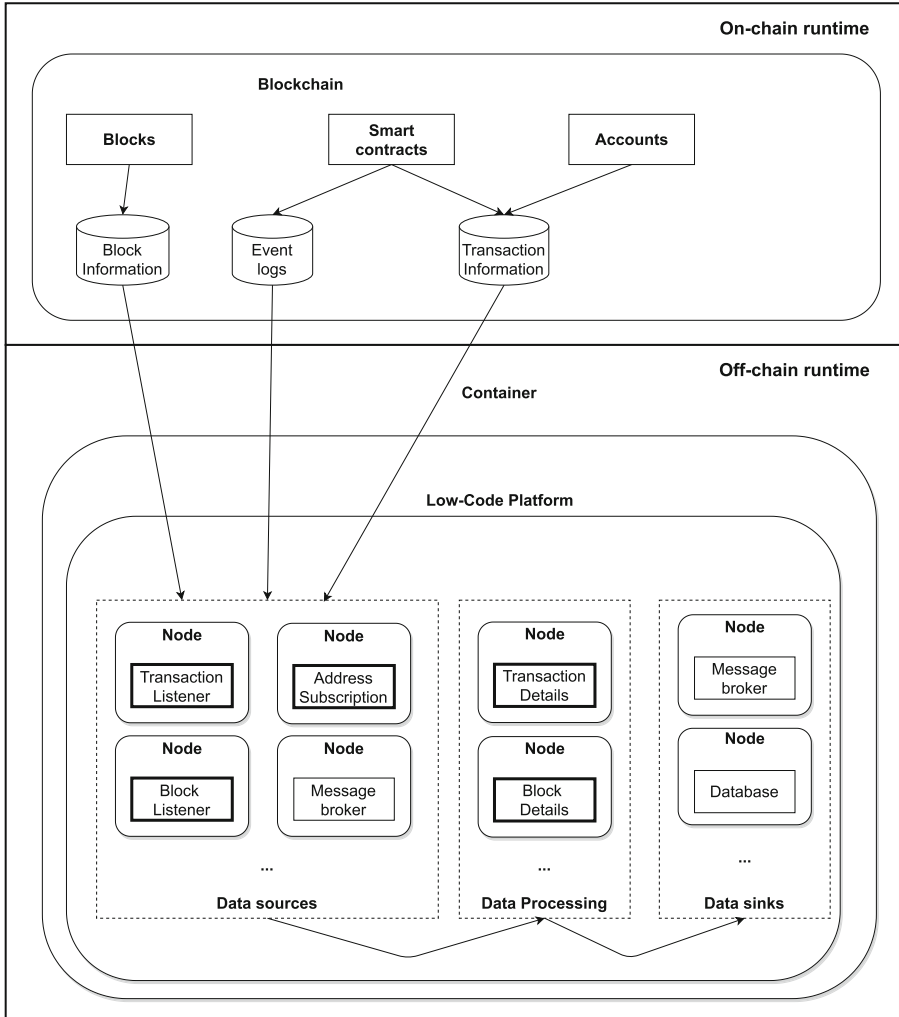 On-chain runtime
Blockchain
Blocks
Smart
contracts
Accounts
Block
Information
Event
logs
Transaction
Information
Off-chain runtime
Container
Low-Code Platform
Node
Transaction
Listener
Node
Address
Subscription
Node
Block
Listener
Node
Message
broker
...
Data sources
Node
Transaction
Details
Node
Block
Details
...
Data Processing
Node
Message
broker
Node
Database
...
Data sinks